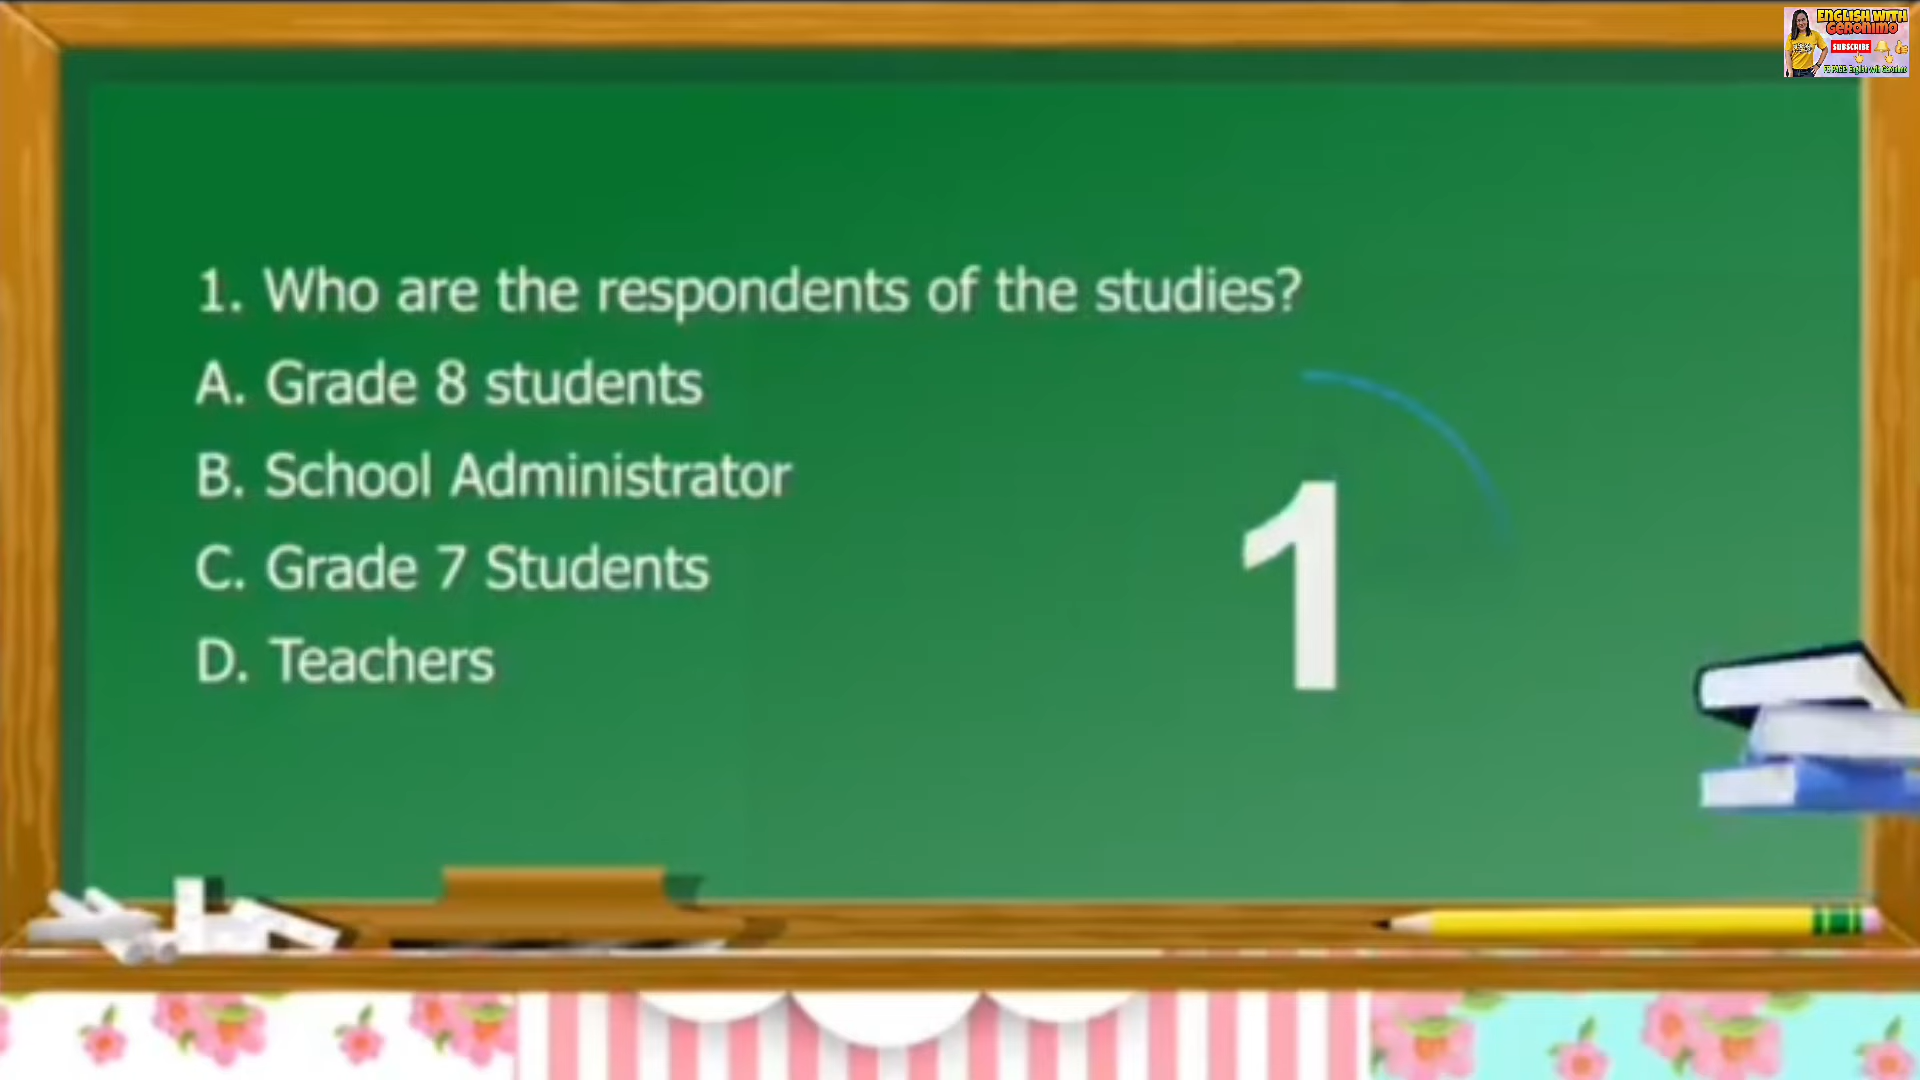 ENGLISH WITH
GERONIMO
SUBSCRIBE
1. Who are the respondents of the studies?
A. Grade 8 students
B. School Administrator
C. Grade 7 Students
D. Teachers
1